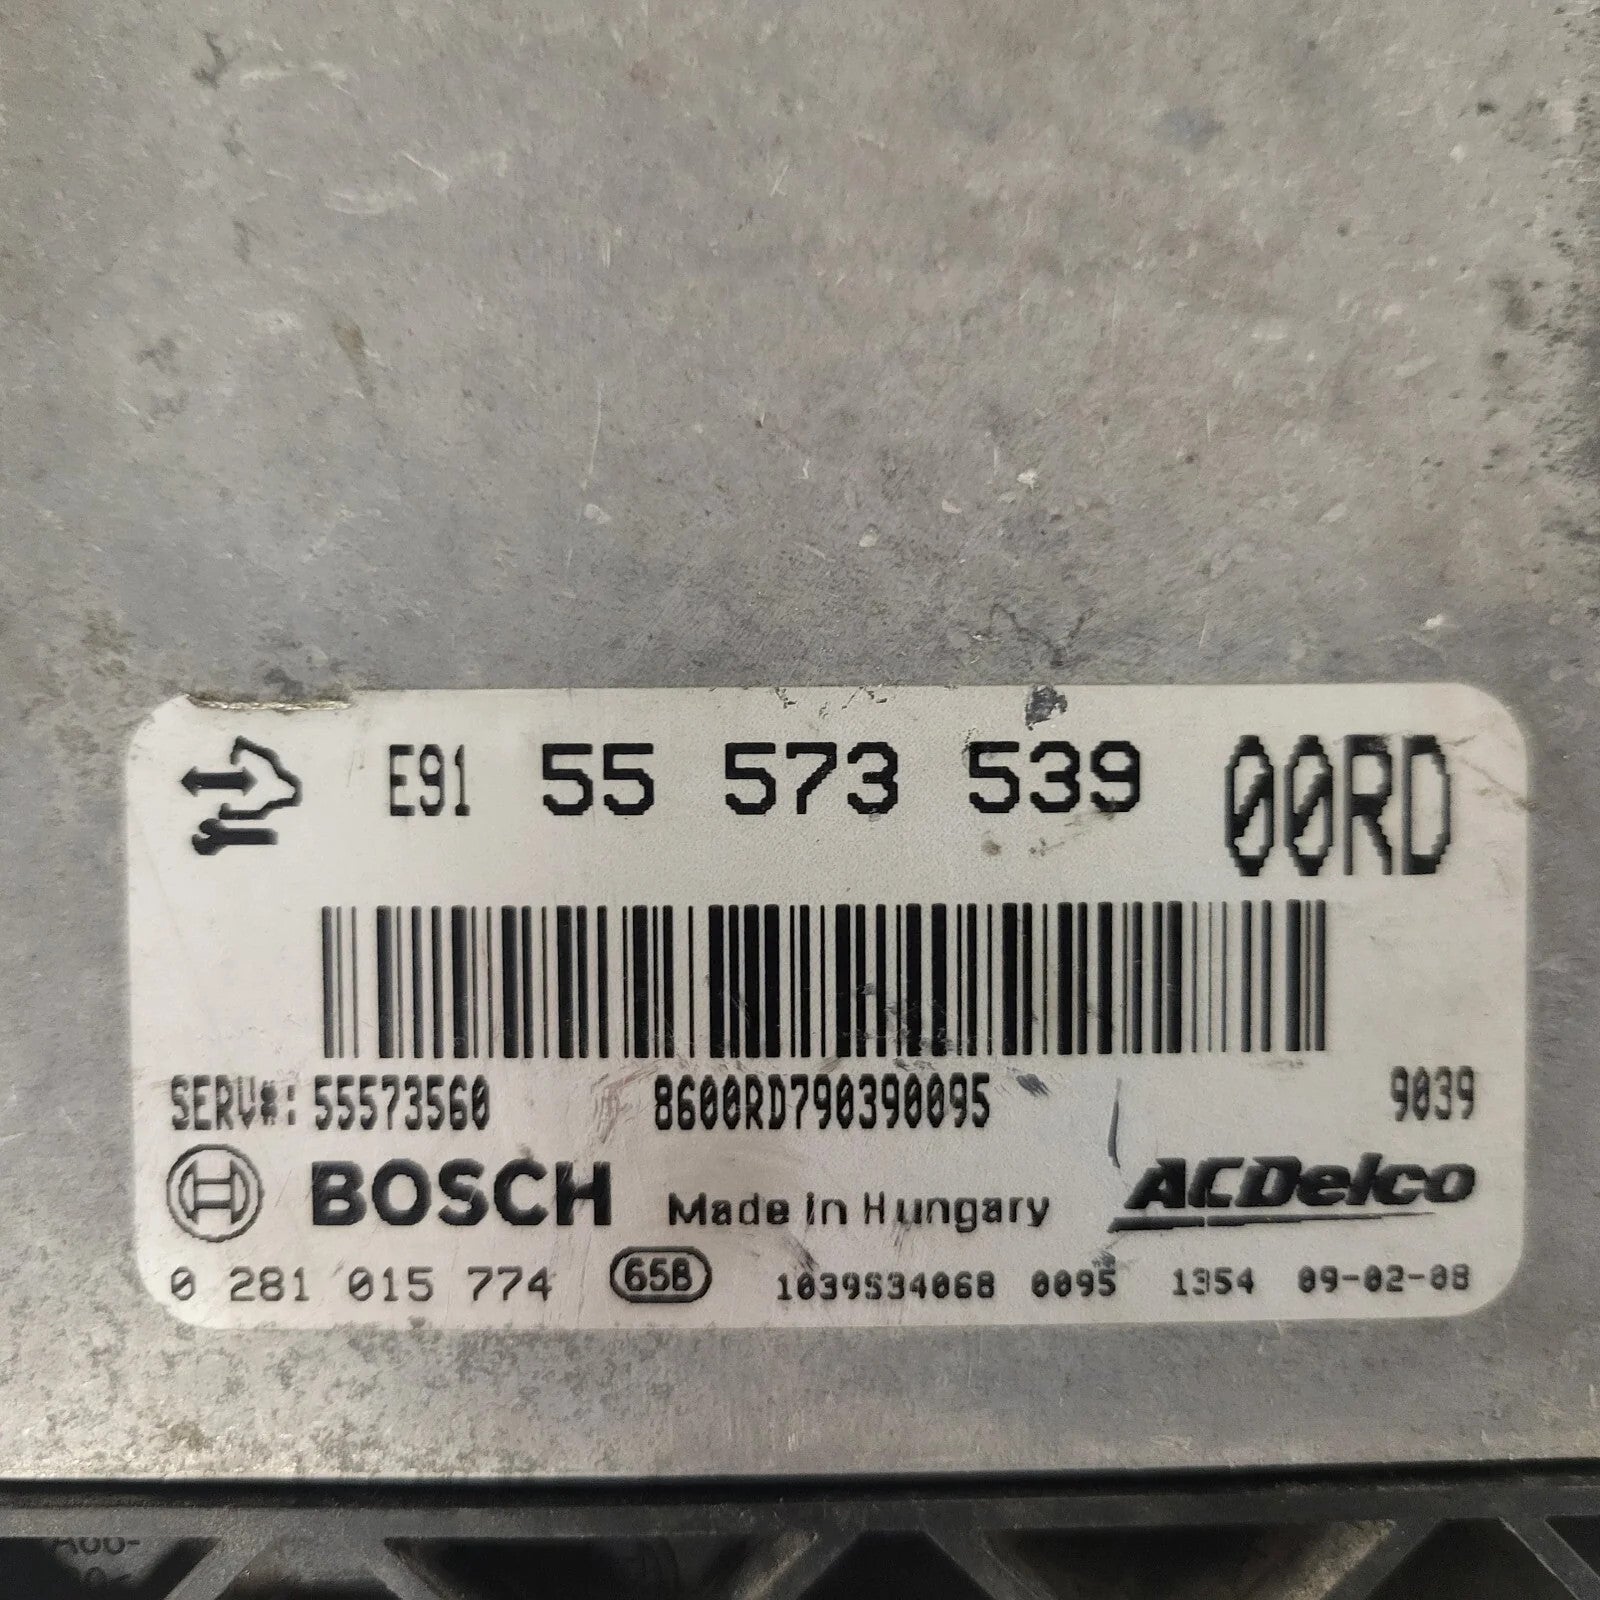 E91 55 573 539 00RD
SERV#: 55573560 8600RD790390095 9039
BOSCH Made in Hungary ACDelco
0 281 015 774 658 1039S34068 0095 1354 09-02-08
A66-